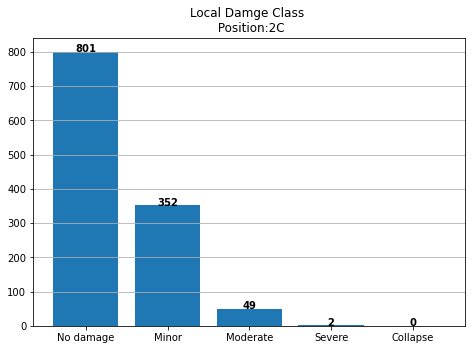 Local Damge Class
Position:2C
800
700
600
500
400
300
200
100
0
801
352
49
2
0
No damage
Minor
Moderate
Severe
Collapse